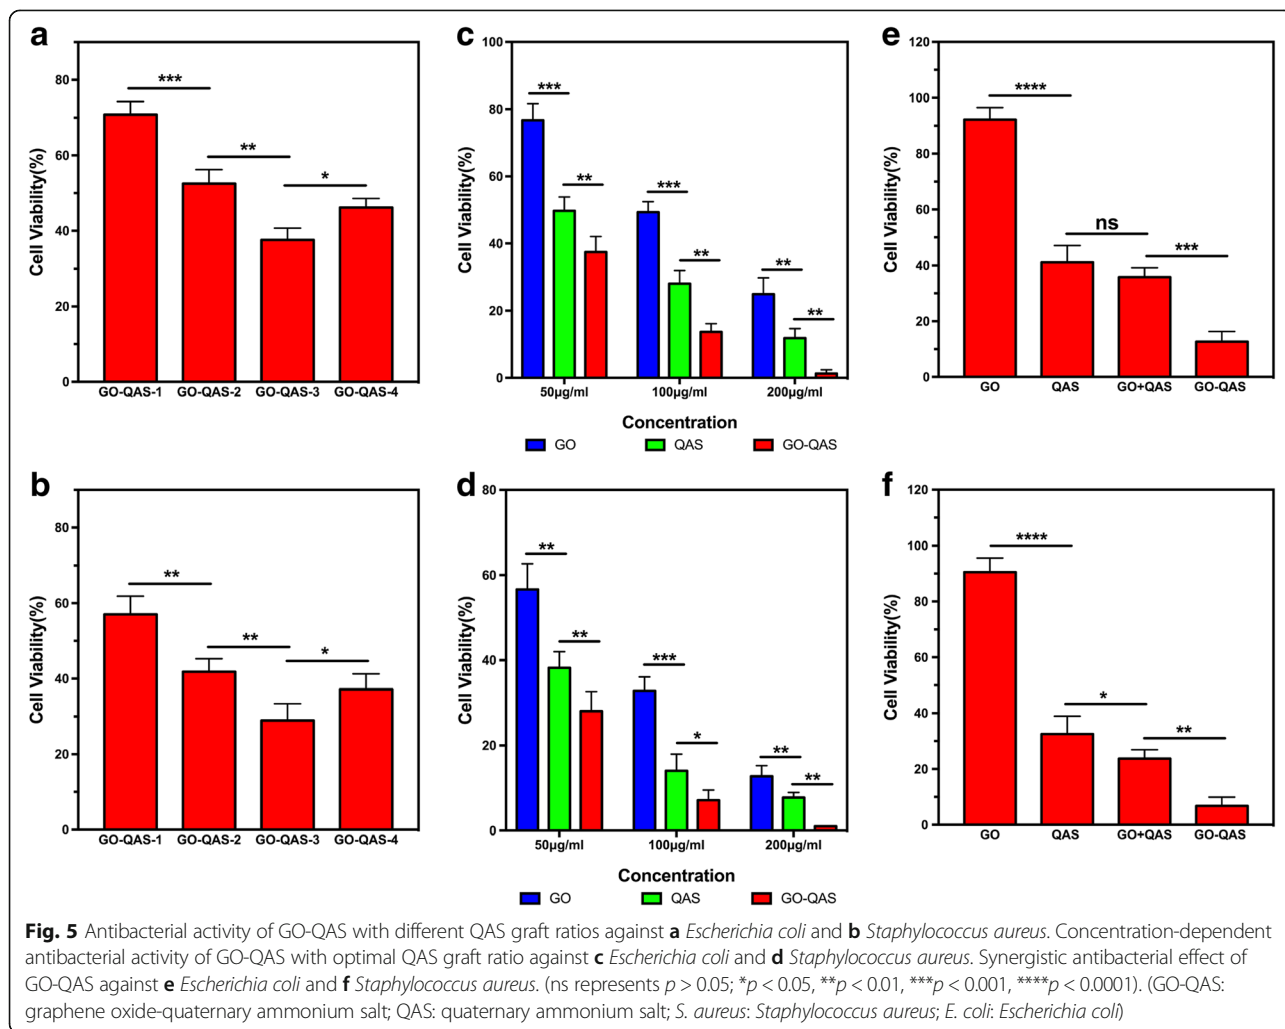 a
Cell Viability(%)
80
60
40
20
0
***
**
*
GO-QAS-1 GO-QAS-2 GO-QAS-3 GO-QAS-4
c
Cell Viability(%)
100
80
60
40
20
0
***
**
***
**
**
**
50μg/ml 100μg/ml 200μg/ml
Concentration
GO QAS GO-QAS
e
Cell Viability(%)
120
100
80
60
40
20
0
****
ns
***
GO QAS GO+QAS GO-QAS
b
Cell Viability(%)
80
60
40
20
0
**
**
*
GO-QAS-1 GO-QAS-2 GO-QAS-3 GO-QAS-4
d
Cell Viability(%)
80
60
40
20
0
**
**
***
*
**
**
50μg/ml 100μg/ml 200μg/ml
Concentration
GO QAS GO-QAS
f
Cell Viability(%)
120
100
80
60
40
20
0
****
*
**
GO QAS GO+QAS GO-QAS
Fig. 5 Antibacterial activity of GO-QAS with different QAS graft ratios against a Escherichia coli and b Staphylococcus aureus. Concentration-dependent
antibacterial activity of GO-QAS with optimal QAS graft ratio against c Escherichia coli and d Staphylococcus aureus. Synergistic antibacterial effect of
GO-QAS against e Escherichia coli and f Staphylococcus aureus. (ns represents p > 0.05; *p < 0.05, **p < 0.01, ***p < 0.001, ****p < 0.0001). (GO-QAS:
graphene oxide-quaternary ammonium salt; QAS: quaternary ammonium salt; S. aureus: Staphylococcus aureus; E. coli: Escherichia coli)